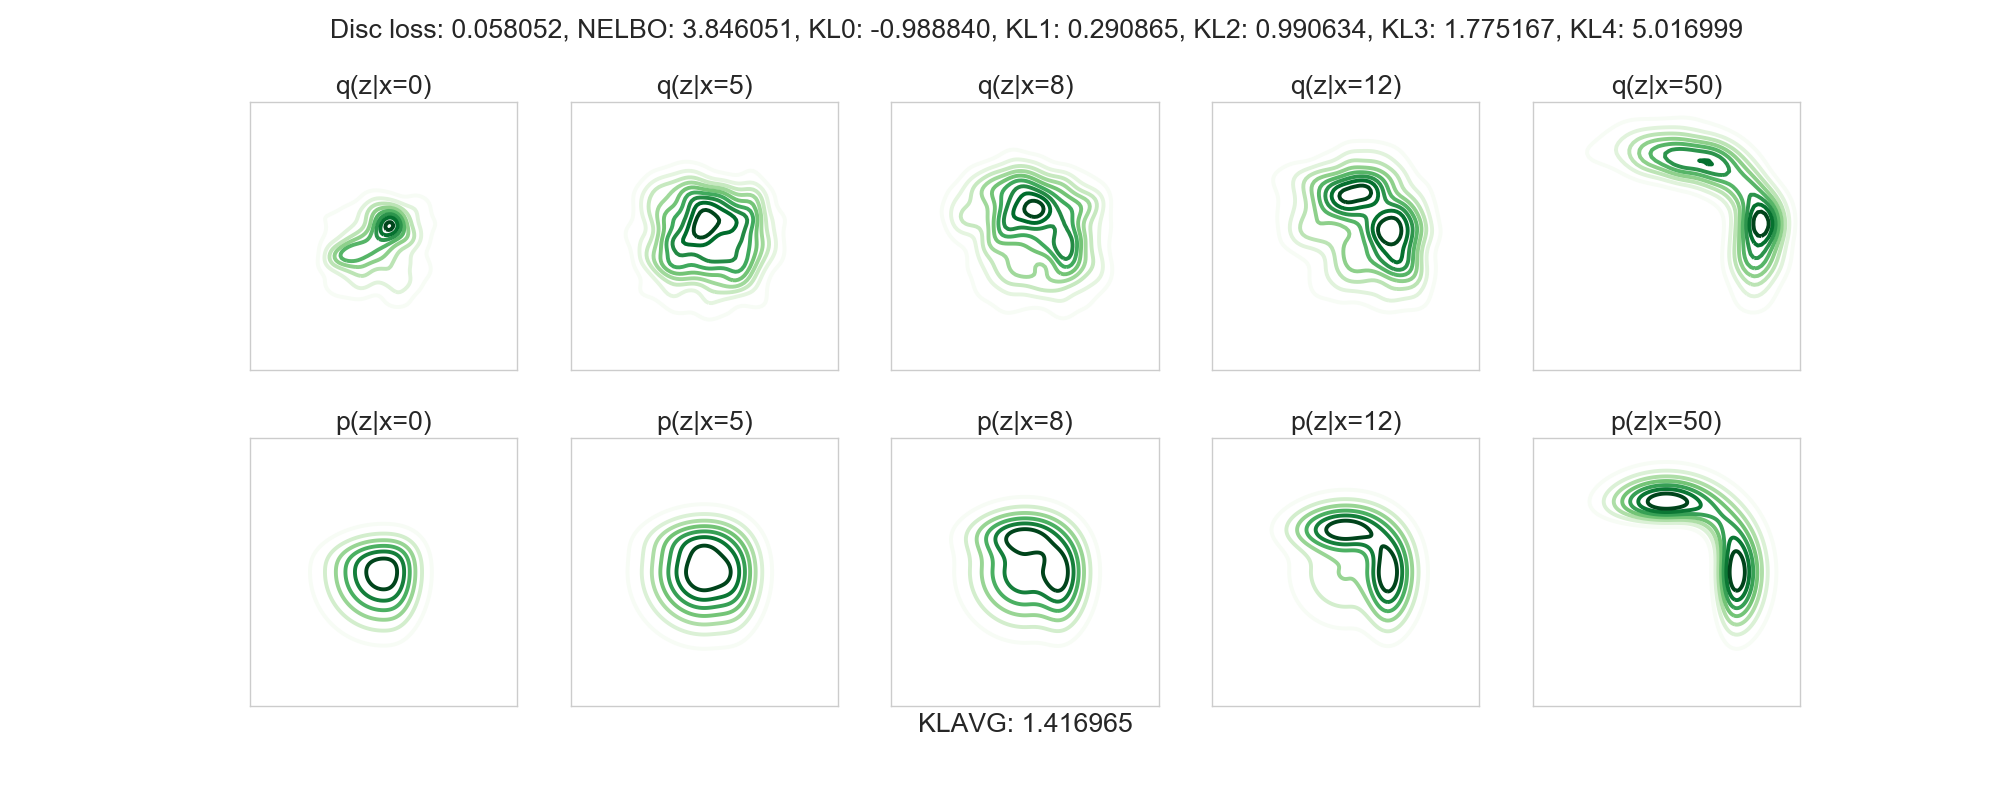 Disc loss: 0.058052, NELBO: 3.846051, KL0: -0.988840, KL1: 0.290865, KL2: 0.990634, KL3: 1.775167, KL4: 5.016999
q(z|x=0) q(z|x=5) q(z|x=8) q(z|x=12) q(z|x=50)
p(z|x=0) p(z|x=5) p(z|x=8) p(z|x=12) p(z|x=50)
KLAVG: 1.416965